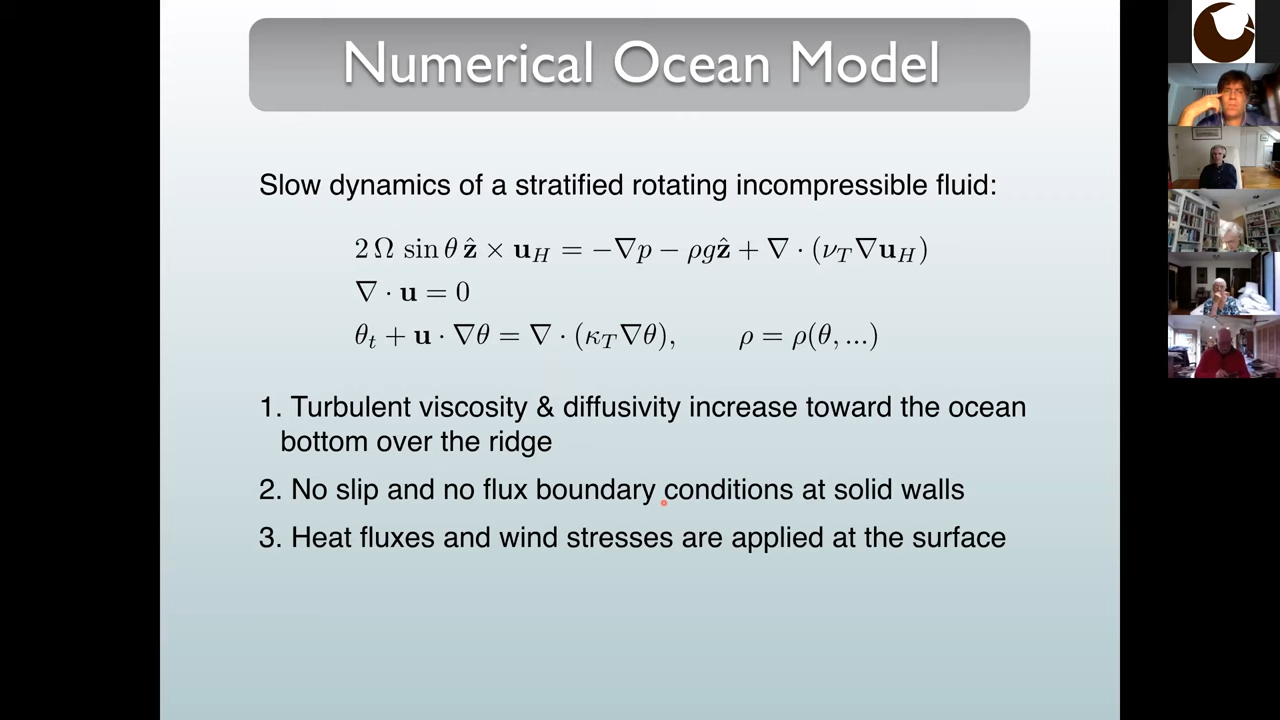 Numerical Ocean Model
Slow dynamics of a stratified rotating incompressible fluid:
2 Ω sin θ ẑ × u_H = −∇p − ρgẑ + ∇ · (ν_T ∇u_H)
∇ · u = 0
θ_t + u · ∇θ = ∇ · (κ_T ∇θ), ρ = ρ(θ, ...)
1. Turbulent viscosity & diffusivity increase toward the ocean
bottom over the ridge
2. No slip and no flux boundary conditions at solid walls
3. Heat fluxes and wind stresses are applied at the surface